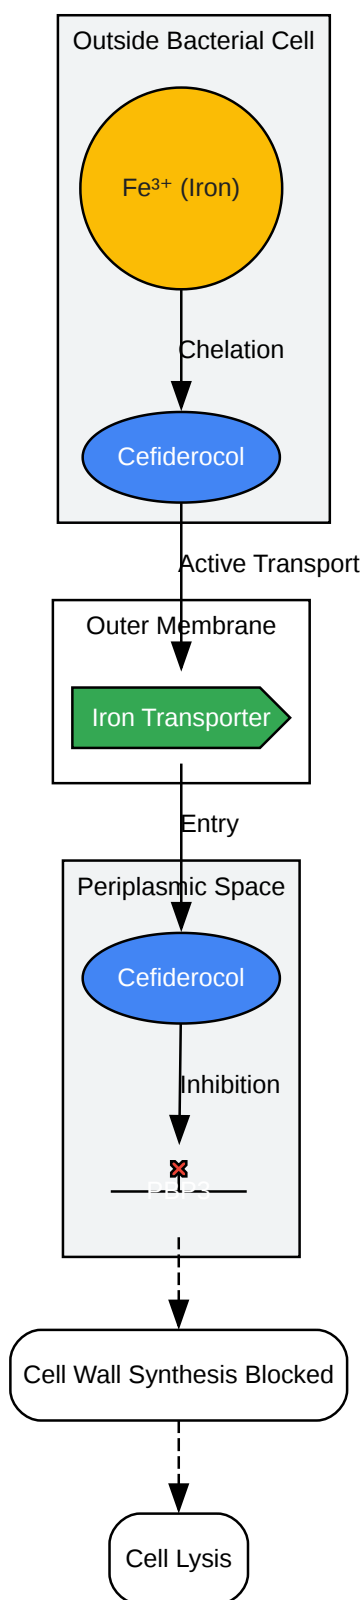 Outside Bacterial Cell
Fe³⁺ (Iron)
Chelation
Cefiderocol
Active Transport
Outer Membrane
Iron Transporter
Entry
Periplasmic Space
Cefiderocol
Inhibition
PBP3
Cell Wall Synthesis Blocked
Cell Lysis